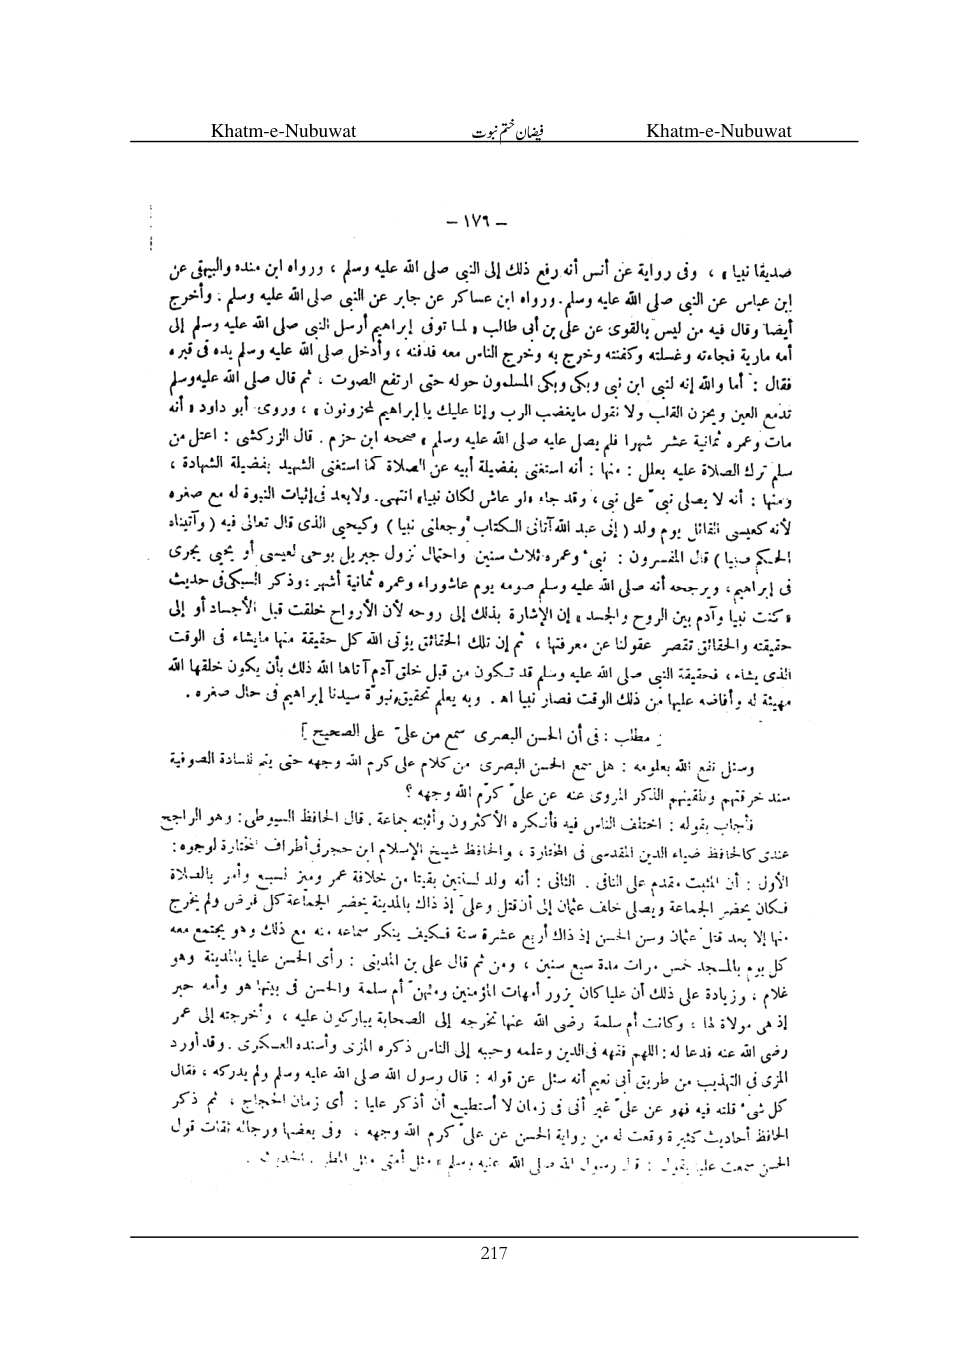 Khatm-e-Nubuwat فیضان ختم نبوت Khatm-e-Nubuwat
– ١٧٦ –
صديقا نبيا » ، وفى رواية عن أنس أنه رفع ذلك إلى النبي صلى الله عليه وسلم ، ورواه ابن منده والبيهقى عن
ابن عباس عن النبي صلى الله عليه وسلم . ورواه ابن عساكر عن جابر عن النبي صلى الله عليه وسلم . وأخرج
أيضا وقال فيه من ليس بالقوى عن على بن أبى طالب « لما توفى إبراهيم أرسل النبي صلى الله عليه وسلم إلى
أمه مارية فجاءته وغسلته وكفنته وخرج به وخرج الناس معه فدفنه ، وأدخل صلى الله عليه وسلم يده فى قبره
فقال : أما والله إنه لنبى ابن نبى وبكى وبكى المسلمون حوله حتى ارتفع الصوت ، ثم قال صلى الله عليه وسلم
تدمع العين ويحزن القلب ولا نقول مايغضب الرب وإنا عليك يا إبراهيم لمحزونون » ، وروى أبو داود « أنه
مات وعمره ثمانية عشر شهرا فلم يصل عليه صلى الله عليه وسلم » صححه ابن حزم . قال الزركشى : اعتل من
سلم ترك الصلاة عليه بعلل : منها : أنه استغنى بفضيلة أبيه عن الصلاة كما استغنى الشهيد بفضيلة الشهادة ،
ومنها : أنه لا يصلى نبىّ على نبى ، وقد جاء « لو عاش لكان نبيا » انتهى . ولا بعد فى إثبات النبوة له مع صغره
لأنه كعيسى القائل يوم ولد ( إنى عبد الله آتانى الكتاب وجعلنى نبيا ) وكيحيى الذى قال تعالى فيه ( وآتيناه
الحكم صبيا ) قال المفسرون : نبىء وعمره ثلاث سنين واحتمال نزول جبريل بوحى لعيسى أو يحيى يجرى
فى إبراهيم ، ويرجحه أنه صلى الله عليه وسلم صومه يوم عاشوراء وعمره ثمانية أشهر ، وذكر السبكى فى حديث
« كنت نبيا وآدم بين الروح والجسد » إن الإشارة بذلك إلى روحه لأن الأرواح خلقت قبل الأجساد أو إلى
حقيقته والحقائق تقصر عقولنا عن معرفتها ، ثم إن تلك الحقائق يؤتى الله كل حقيقة منها مايشاء فى الوقت
الذى يشاء ، فحقيقة النبي صلى الله عليه وسلم قد تكون من قبل خلق آدم آتاها الله ذلك بأن يكون خلقها الله
مهيئة له وأفاضه عليها من ذلك الوقت فصار نبيا اه . وبه يعلم تحقيق نبوّة سيدنا إبراهيم فى حال صغره .
[ مطلب : فى أن الحسن البصرى سمع من علىّ على الصحيح ]
وسئل نفع الله بعلومه : هل سمع الحسن البصرى من كلام على كرم الله وجهه حتى يتم للسادة الصوفية
سند خرقتهم وتلقينهم الذكر المروى عنه عن علىّ كرّم الله وجهه ؟
فأجاب بقوله : اختلف الناس فيه فأنكره الأكثرون وأثبته جماعة . قال الحافظ السيوطى : وهو الراجح
عندى كالحافظ ضياء الدين المقدسى فى المختارة ، والحافظ شيخ الإسلام ابن حجر فى أطراف المختارة لوجوه :
الأول : أن المثبت مقدم على النافى . الثانى : أنه ولد لسنتين بقيتا من خلافة عمر وميز لسبع وأمر بالصلاة
فكان يحضر الجماعة ويصلى خلف عثمان إلى أن قتل وعلىّ إذ ذاك بالمدينة يحضر الجماعة كل فرض ولم يخرج
منها إلا بعد قتل عثمان وسن الحسن إذ ذاك أربع عشرة سنة فكيف ينكر سماعه منه مع ذلك وهو يجتمع معه
كل يوم بالمسجد خمس مرات مدة سبع سنين ، ومن ثم قال على بن المدينى : رأى الحسن عليا بالمدينة وهو
غلام ، وزيادة على ذلك أن عليا كان يزور أمهات المؤمنين ومنهنّ أم سلمة والحسن فى بيتها هو وأمه خير
إذ هى مولاة لها ، وكانت أم سلمة رضى الله عنها تخرجه إلى الصحابة يباركون عليه ، وأخرجته إلى عمر
رضى الله عنه فدعا له : اللهم فقهه فى الدين وعلمه وحببه إلى الناس ذكره المزى وأسنده العسكرى . وقد أورد
المزى فى التهذيب من طريق أبى نعيم أنه سئل عن قوله : قال رسول الله صلى الله عليه وسلم ولم يدركه ، فقال
كل شىء قلته فيه فهو عن علىّ غير أنى فى زمان لا أستطيع أن أذكر عليا : أى زمان الحجاج ، ثم ذكر
الحافظ أحاديث كثيرة وقعت له من رواية الحسن عن علىّ كرم الله وجهه ، وفى بعضها ورجاله ثقات قول
الحسن سمعت عليا يقول : قال رسول الله صلى الله عليه وسلم « مثل أمتى مثل المطر . الحديث .
217